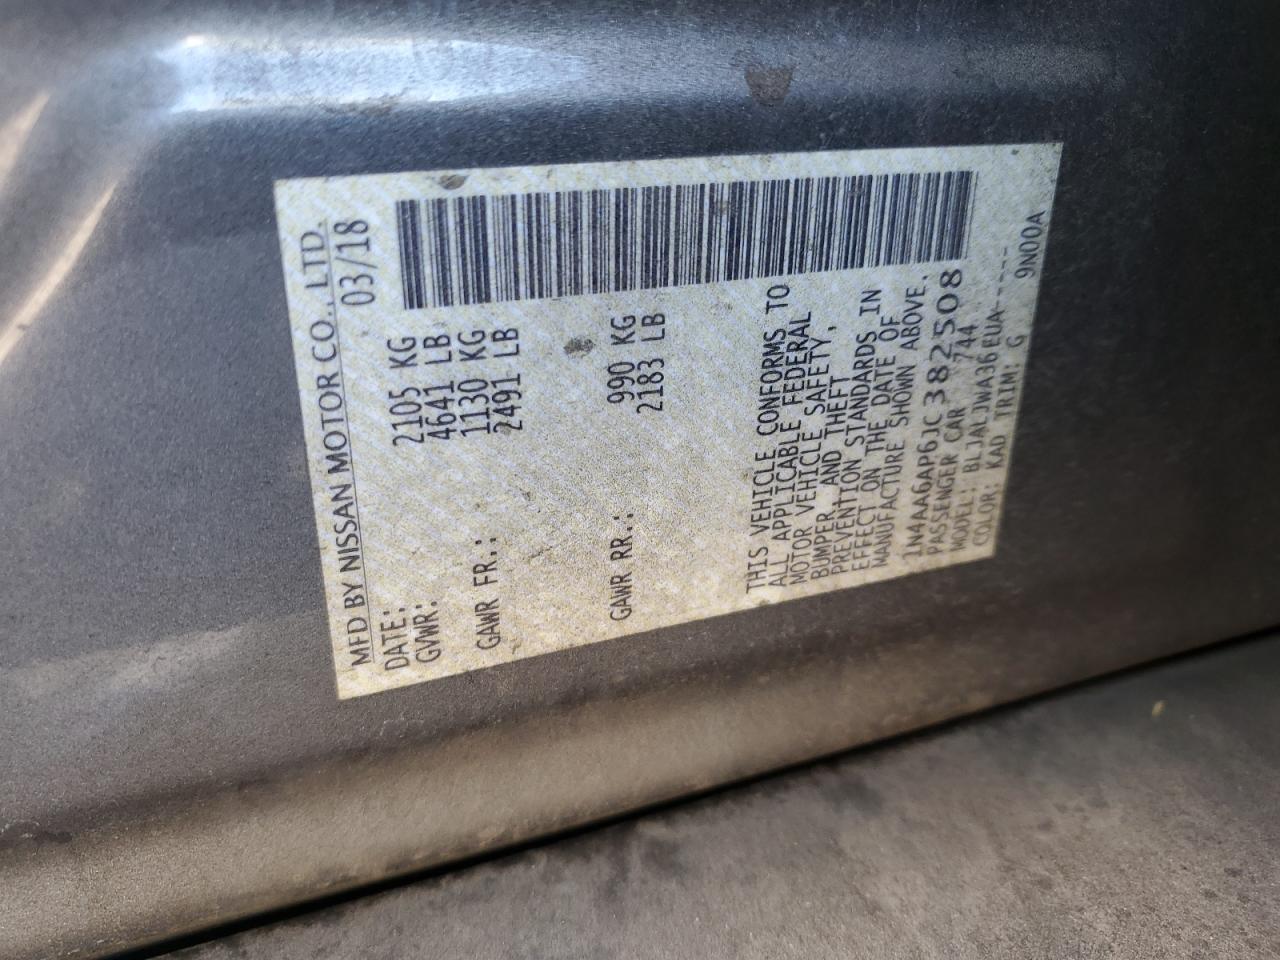 MFD BY NISSAN MOTOR CO., LTD.
DATE: 03/18
GVWR: 2105 KG
4641 LB
GAWR FR.: 1130 KG
2491 LB
GAWR RR.: 990 KG
2183 LB
THIS VEHICLE CONFORMS TO
ALL APPLICABLE FEDERAL
MOTOR VEHICLE SAFETY,
BUMPER, AND THEFT
PREVENTION STANDARDS IN
EFFECT ON THE DATE OF
MANUFACTURE SHOWN ABOVE.
1N4AA6AP6JC382508
PASSENGER CAR 744
MODEL: BLJALJWA36EUA-----
COLOR: KAD TRIM: G 9N00A